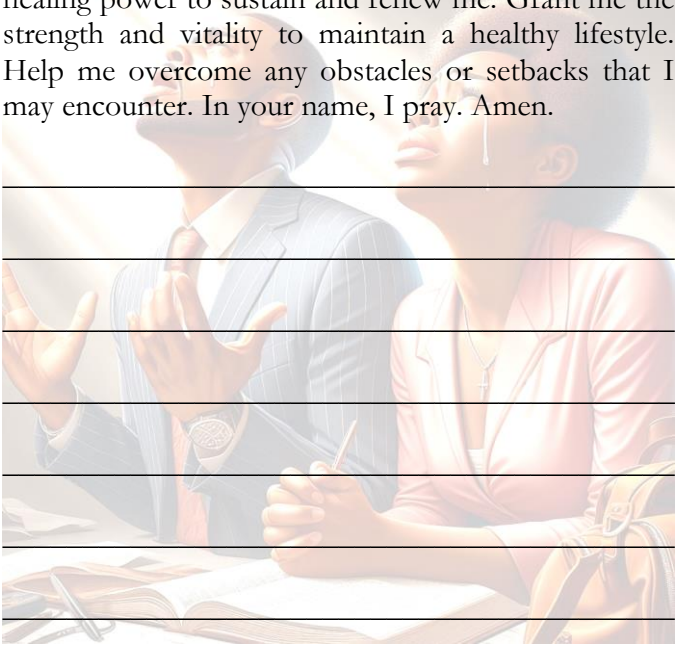 healing power to sustain and renew me. Grant me the
strength and vitality to maintain a healthy lifestyle.
Help me overcome any obstacles or setbacks that I
may encounter. In your name, I pray. Amen.